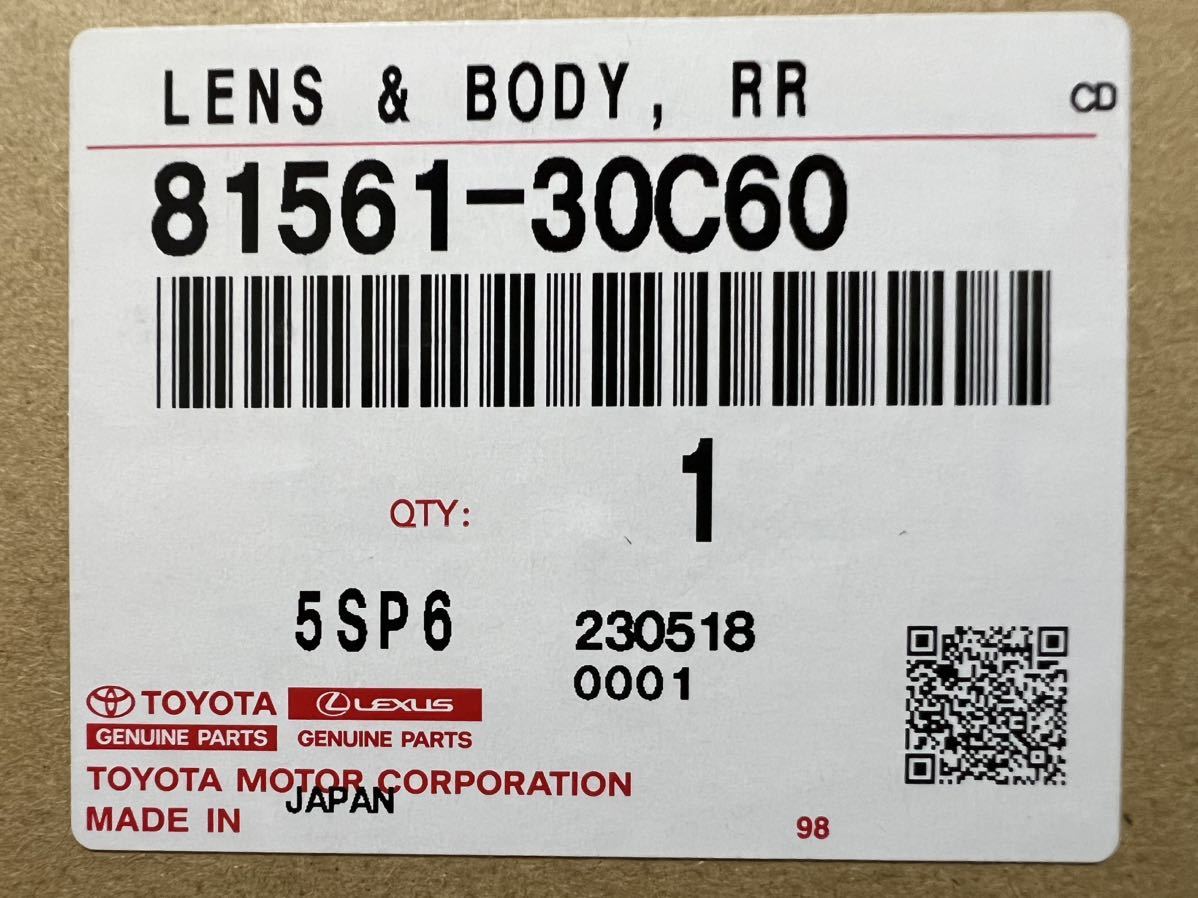 LENS & BODY, RR
CD
81561-30C60
QTY: 1
5SP6 230518
0001
TOYOTA LEXUS
GENUINE PARTS GENUINE PARTS
TOYOTA MOTOR CORPORATION
MADE IN JAPAN
98